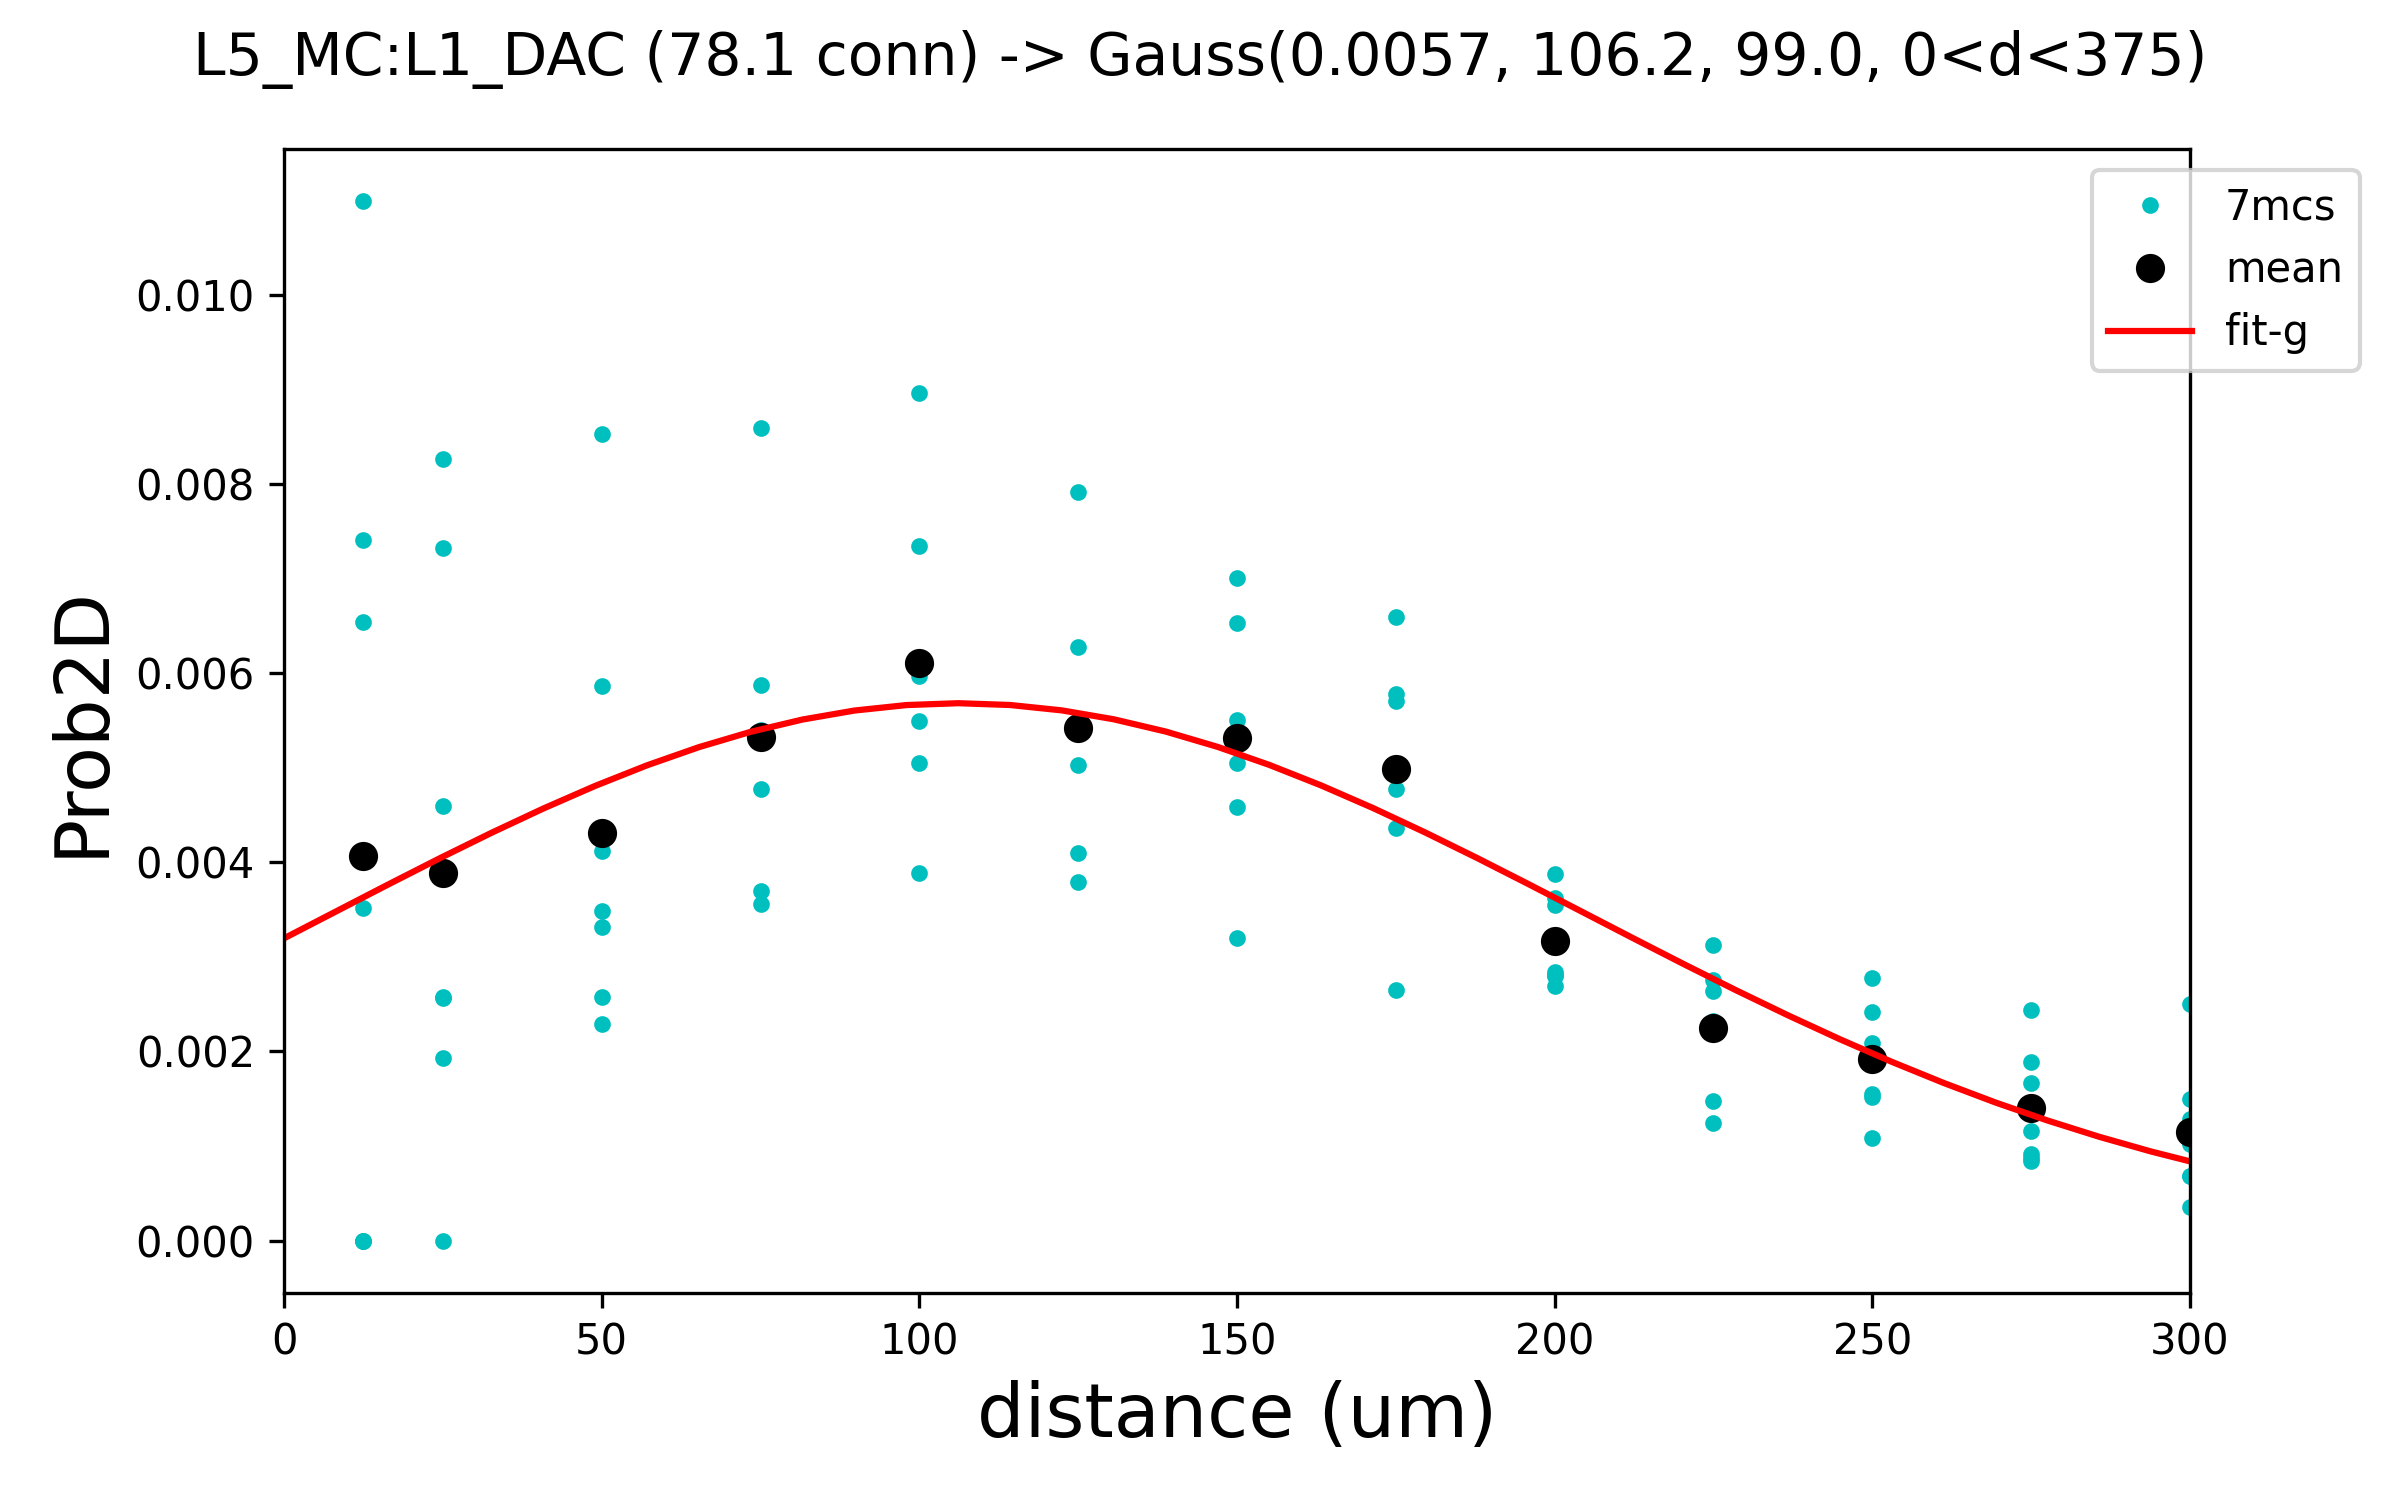 L5_MC:L1_DAC (78.1 conn) -> Gauss(0.0057, 106.2, 99.0, 0<d<375)
7mcs
mean
fit-g
Prob2D
0.010
0.008
0.006
0.004
0.002
0.000
0 50 100 150 200 250 300
distance (um)